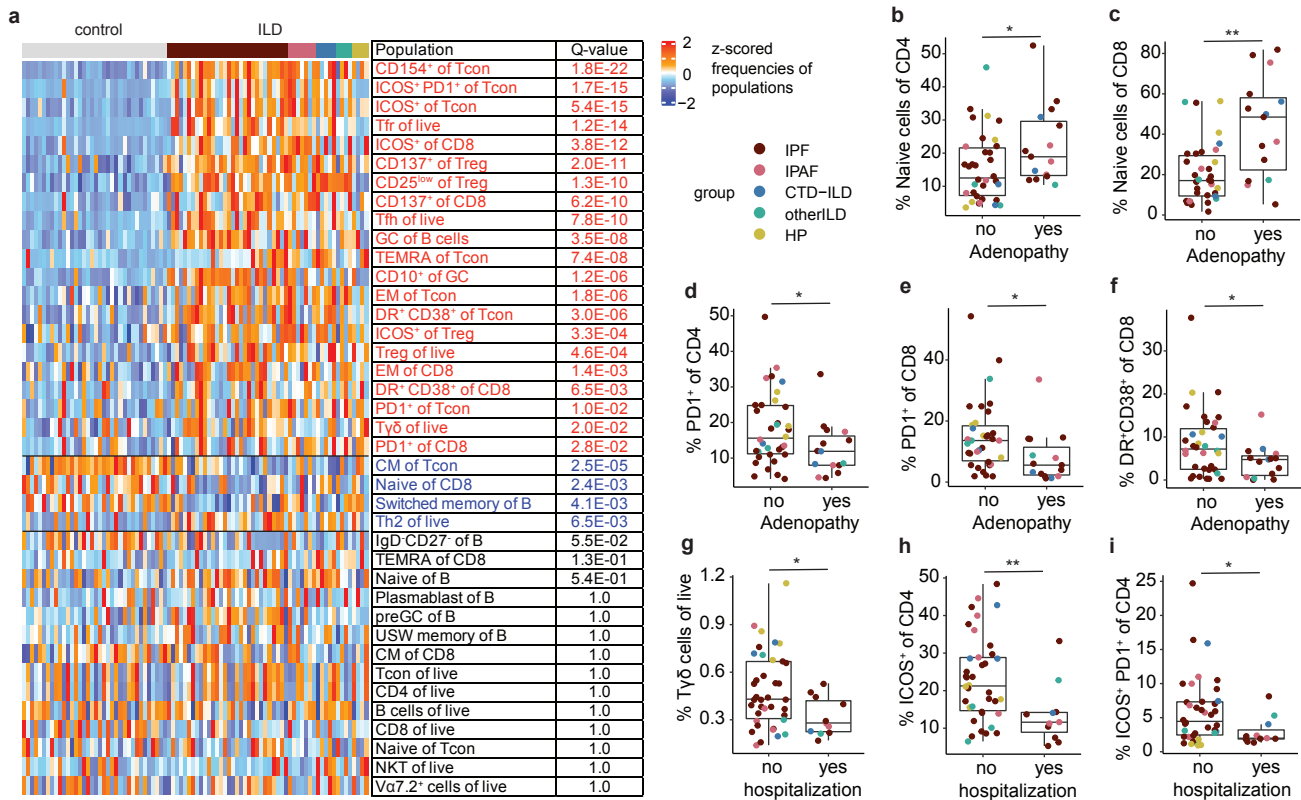 a
control ILD
Population Q-value
CD154⁺ of Tcon 1.8E-22
ICOS⁺ PD1⁺ of Tcon 1.7E-15
ICOS⁺ of Tcon 5.4E-15
Tfr of live 1.2E-14
ICOS⁺ of CD8 3.8E-12
CD137⁺ of Treg 2.0E-11
CD25ˡᵒʷ of Treg 1.3E-10
CD137⁺ of CD8 6.2E-10
Tfh of live 7.8E-10
GC of B cells 3.5E-08
TEMRA of Tcon 7.4E-08
CD10⁺ of GC 1.2E-06
EM of Tcon 1.8E-06
DR⁺ CD38⁺ of Tcon 3.0E-06
ICOS⁺ of Treg 3.3E-04
Treg of live 4.6E-04
EM of CD8 1.4E-03
DR⁺ CD38⁺ of CD8 6.5E-03
PD1⁺ of Tcon 1.0E-02
Tγδ of live 2.0E-02
PD1⁺ of CD8 2.8E-02
CM of Tcon 2.5E-05
Naive of CD8 2.4E-03
Switched memory of B 4.1E-03
Th2 of live 6.5E-03
IgD⁻CD27⁻ of B 5.5E-02
TEMRA of CD8 1.3E-01
Naive of B 5.4E-01
Plasmablast of B 1.0
preGC of B 1.0
USW memory of B 1.0
CM of CD8 1.0
Tcon of live 1.0
CD4 of live 1.0
B cells of live 1.0
CD8 of live 1.0
Naive of Tcon 1.0
NKT of live 1.0
Vα7.2⁺ cells of live 1.0
2
1
0
−2
z-scored
frequencies of
populations
group
IPF
IPAF
CTD−ILD
otherILD
HP
b
*
% Naive cells of CD4
50
40
30
20
10
no yes
Adenopathy
c
**
% Naive cells of CD8
80
60
40
20
0
no yes
Adenopathy
d
*
% PD1⁺ of CD4
50
40
30
20
10
no yes
Adenopathy
e
*
% PD1⁺ of CD8
40
20
0
no yes
Adenopathy
f
*
% DR⁺CD38⁺ of CD8
30
20
10
0
no yes
Adenopathy
g
*
% Tγδ cells of live
1.2
0.9
0.6
0.3
no yes
hospitalization
h
**
% ICOS⁺ of CD4
50
40
30
20
10
no yes
hospitalization
i
*
% ICOS⁺ PD1⁺ of CD4
25
20
15
10
5
0
no yes
hospitalization